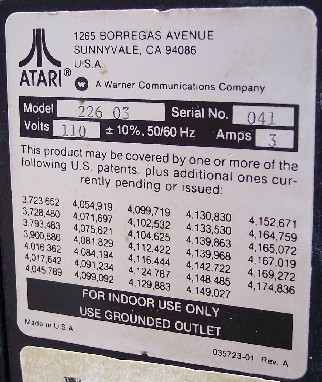 1265 BORREGAS AVENUE
SUNNYVALE, CA 94086
U.S.A.
ATARI®
A Warner Communications Company
Model 226 03 Serial No. 041
Volts 110 ± 10%, 50/60 Hz Amps 3
This product may be covered by one or more of the
following U.S. patents, plus additional ones cur-
rently pending or issued:
3,723,652 4,054,919 4,099,719 4,130,830 4,152,671
3,728,480 4,071,697 4,102,532 4,133,530 4,164,759
3,793,483 4,075,621 4,104,625 4,139,863 4,165,072
3,900,886 4,081,829 4,112,422 4,139,968 4,167,019
4,016,362 4,084,194 4,116,444 4,142,722 4,169,272
4,017,642 4,091,234 4,124,787 4,148,485 4,174,836
4,045,789 4,099,092 4,129,883 4,149,027
FOR INDOOR USE ONLY
USE GROUNDED OUTLET
Made in U.S.A. 035723-01 Rev. A